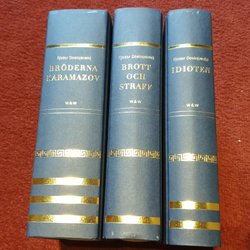 Fjodor Dostojevskij
BRÖDERNA
KARAMAZOV
W&W
Fjodor Dostojevskij
BROTT
OCH
STRAFF
W&W
Fjodor Dostojevskij
IDIOTEN
W&W